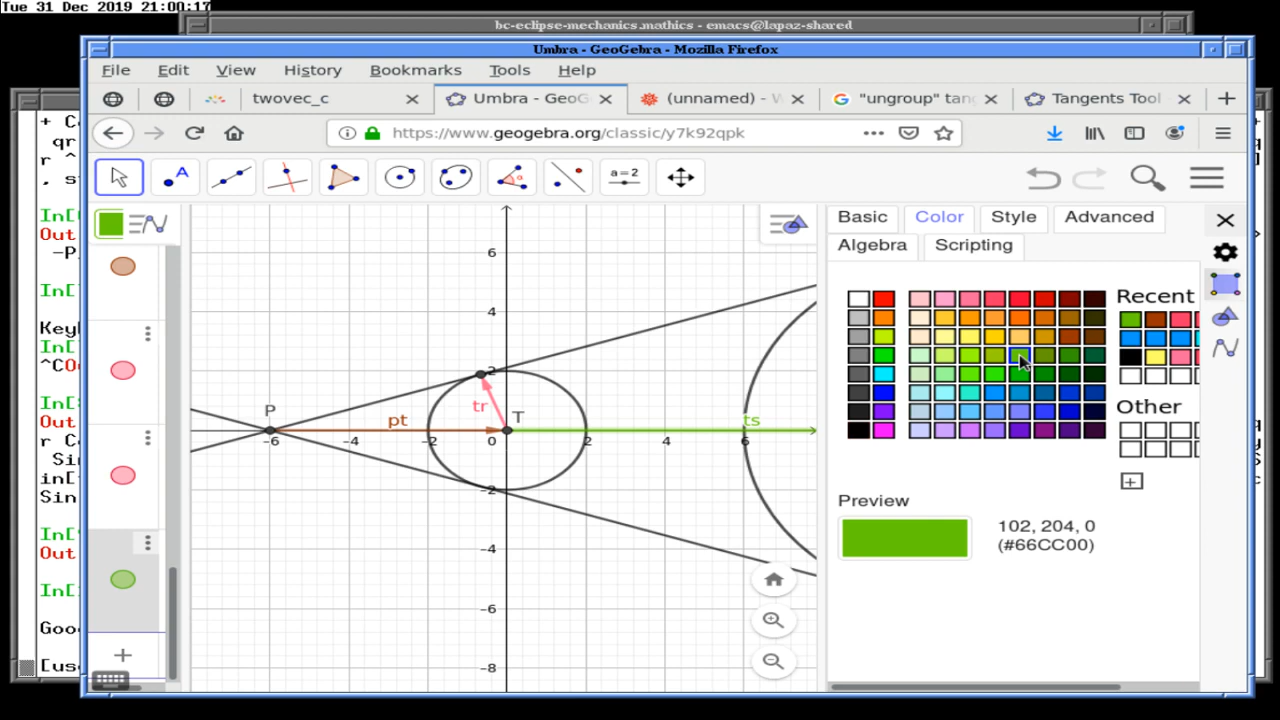 Tue 31 Dec 2019 21:00:17
bc-eclipse-mechanics.mathics - emacs@lapaz-shared
Umbra - GeoGebra - Mozilla Firefox
File Edit View History Bookmarks Tools Help
twovec_c
Umbra - GeoG
(unnamed) - W
"ungroup" tan
Tangents Tool -
https://www.geogebra.org/classic/y7k92qpk
A
α
a=2
Basic Color Style Advanced
Algebra Scripting
Recent
Other
Preview
102, 204, 0
(#66CC00)
6
4
2
-2
-4
-6
-8
-6 -4 -2 0 2 4 6
P
pt
tr
T
ts
+ C
qr
r ^
, s
In[
Out
-P
In[
Key
In[
^CO
In[
Out
r C
Si
in[
Sin
In[
Out
In[
Goo
[use